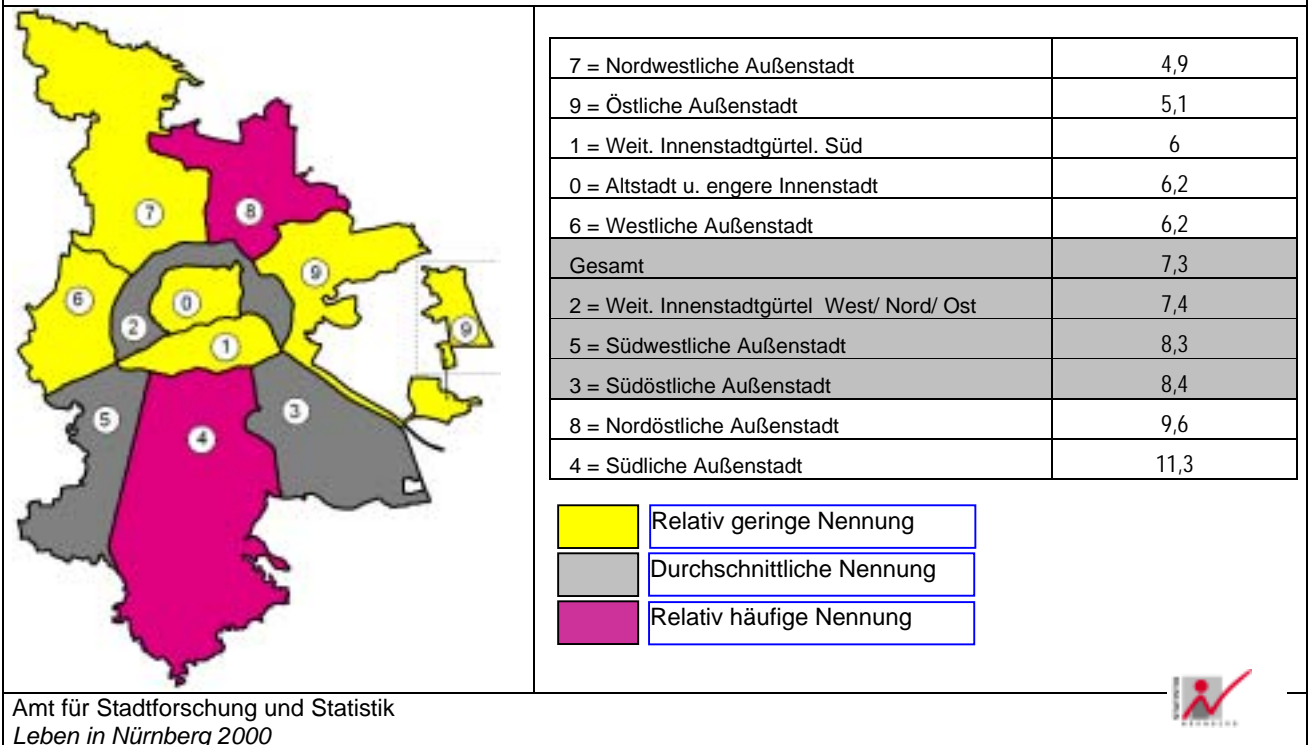 7
8
9
6
0
2
9
1
5
4
3
7 = Nordwestliche Außenstadt 4,9
9 = Östliche Außenstadt 5,1
1 = Weit. Innenstadtgürtel. Süd 6
0 = Altstadt u. engere Innenstadt 6,2
6 = Westliche Außenstadt 6,2
Gesamt 7,3
2 = Weit. Innenstadtgürtel West/ Nord/ Ost 7,4
5 = Südwestliche Außenstadt 8,3
3 = Südöstliche Außenstadt 8,4
8 = Nordöstliche Außenstadt 9,6
4 = Südliche Außenstadt 11,3
Relativ geringe Nennung
Durchschnittliche Nennung
Relativ häufige Nennung
Amt für Stadtforschung und Statistik
Leben in Nürnberg 2000